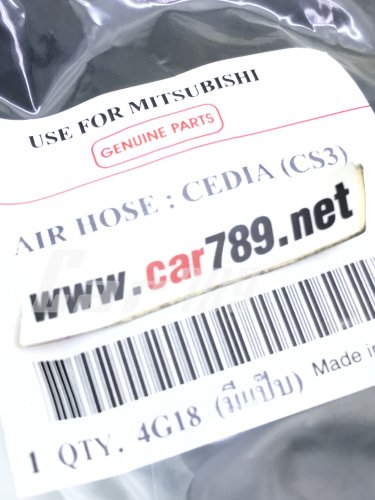 USE FOR MITSUBISHI
GENUINE PARTS
AIR HOSE : CEDIA (CS3)
www.car789.net
Made in
1 QTY. 4G18 (มีแป๊บ)